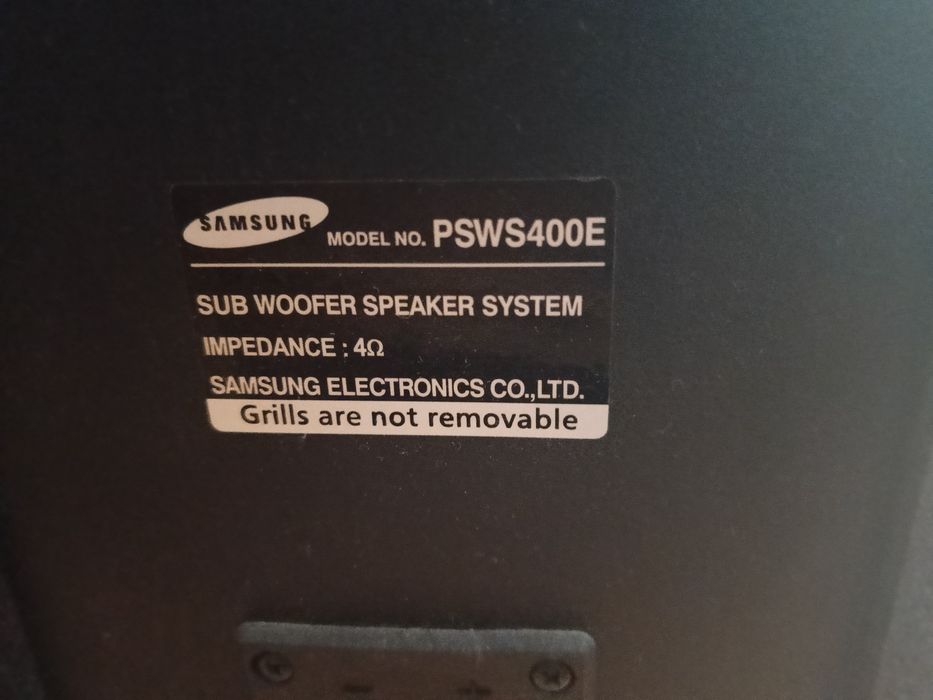 SAMSUNG MODEL NO. PSWS400E
SUB WOOFER SPEAKER SYSTEM
IMPEDANCE : 4Ω
SAMSUNG ELECTRONICS CO.,LTD.
Grills are not removable
- +